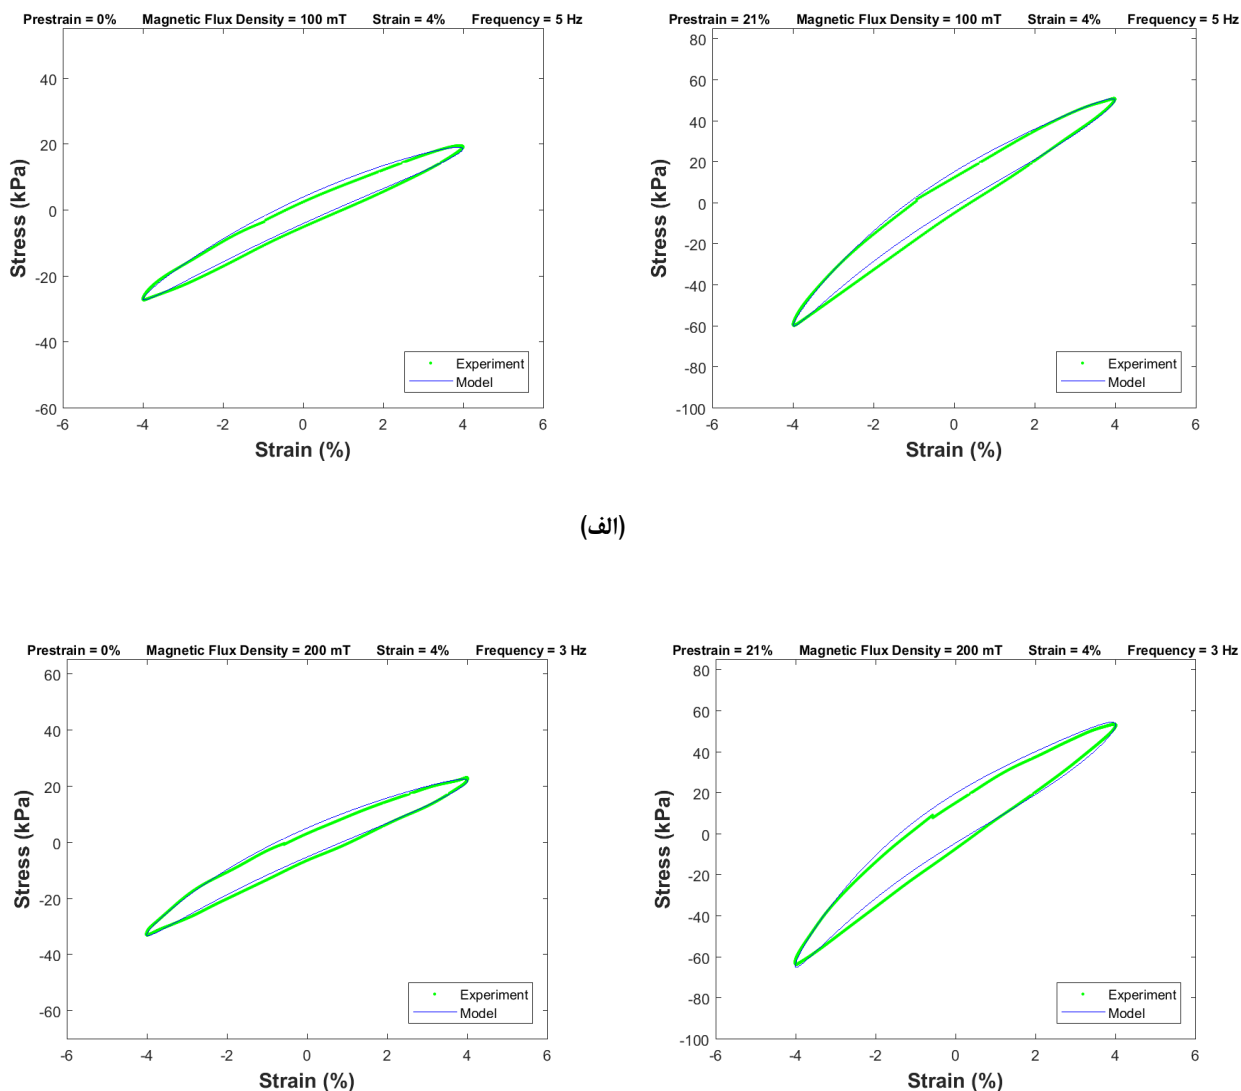 Prestrain = 0% Magnetic Flux Density = 100 mT Strain = 4% Frequency = 5 Hz
40
20
0
-20
-40
-60
Stress (kPa)
-6 -4 -2 0 2 4 6
Strain (%)
Experiment
Model
Prestrain = 21% Magnetic Flux Density = 100 mT Strain = 4% Frequency = 5 Hz
80
60
40
20
0
-20
-40
-60
-80
-100
Stress (kPa)
-6 -4 -2 0 2 4 6
Strain (%)
Experiment
Model
(الف)
Prestrain = 0% Magnetic Flux Density = 200 mT Strain = 4% Frequency = 3 Hz
60
40
20
0
-20
-40
-60
Stress (kPa)
-6 -4 -2 0 2 4 6
Strain (%)
Experiment
Model
Prestrain = 21% Magnetic Flux Density = 200 mT Strain = 4% Frequency = 3 Hz
80
60
40
20
0
-20
-40
-60
-80
-100
Stress (kPa)
-6 -4 -2 0 2 4 6
Strain (%)
Experiment
Model